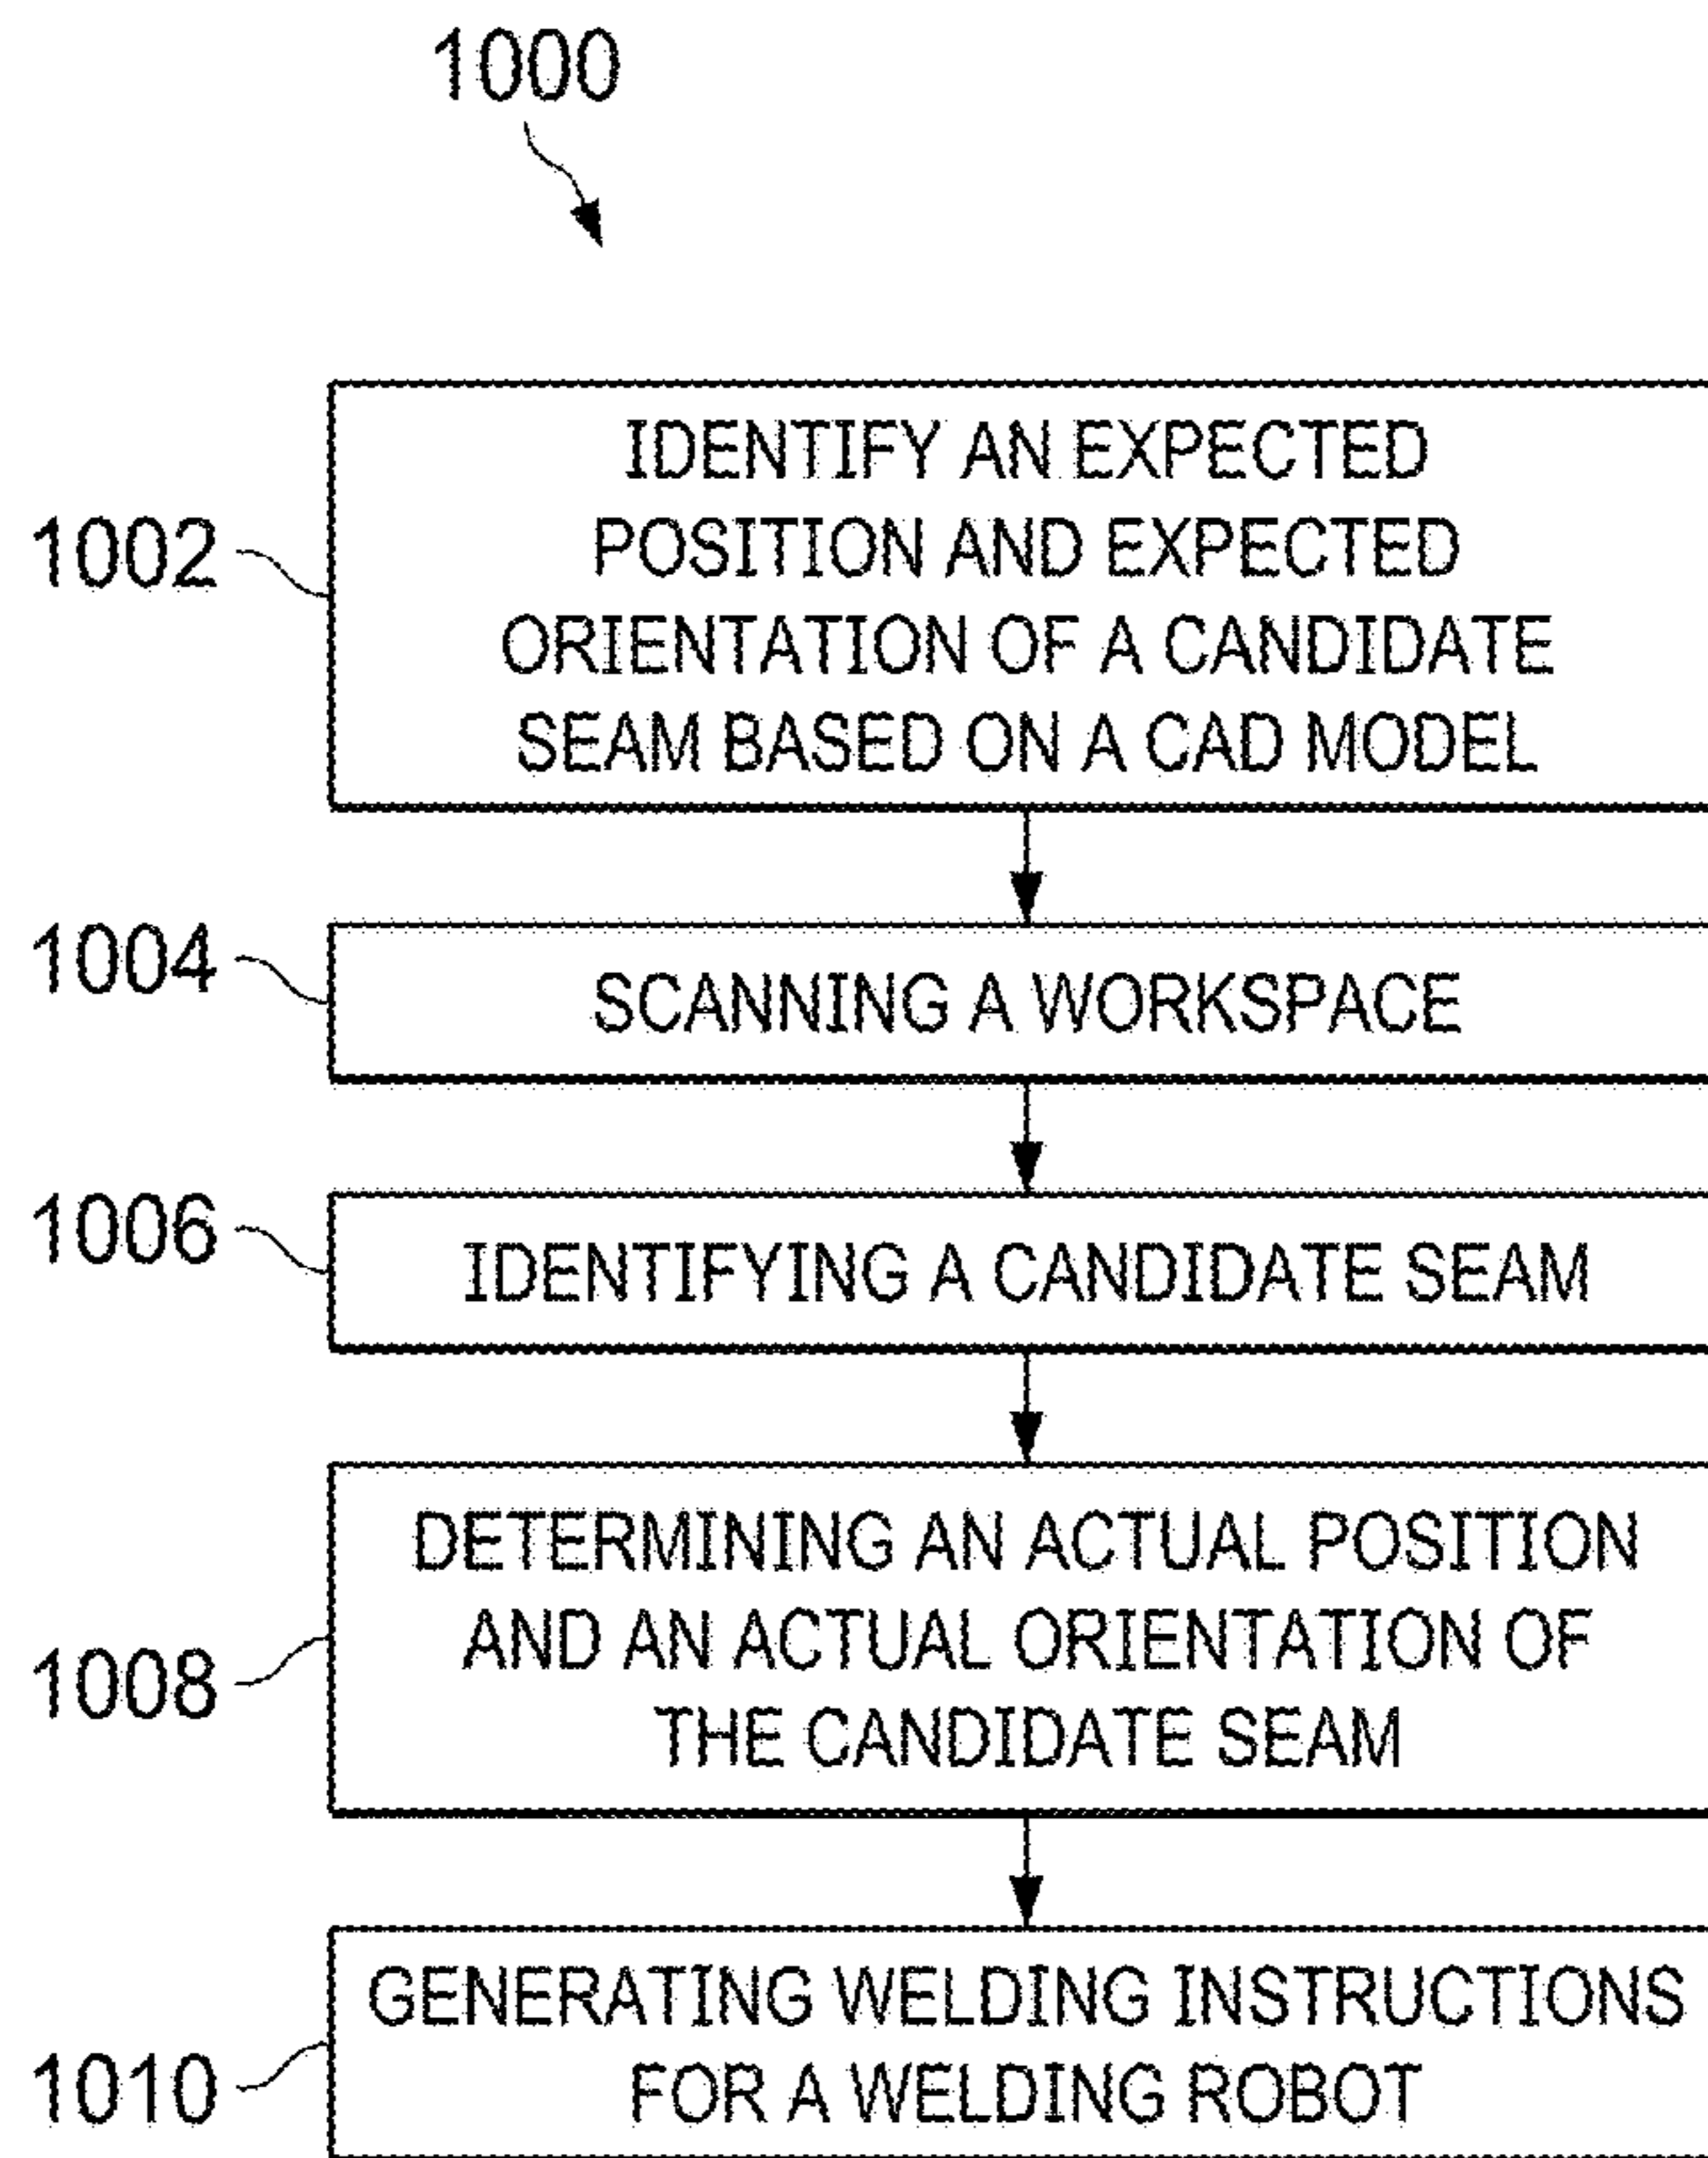 1000
1002
IDENTIFY AN EXPECTED
POSITION AND EXPECTED
ORIENTATION OF A CANDIDATE
SEAM BASED ON A CAD MODEL
1004
SCANNING A WORKSPACE
1006
IDENTIFYING A CANDIDATE SEAM
1008
DETERMINING AN ACTUAL POSITION
AND AN ACTUAL ORIENTATION OF
THE CANDIDATE SEAM
1010
GENERATING WELDING INSTRUCTIONS
FOR A WELDING ROBOT